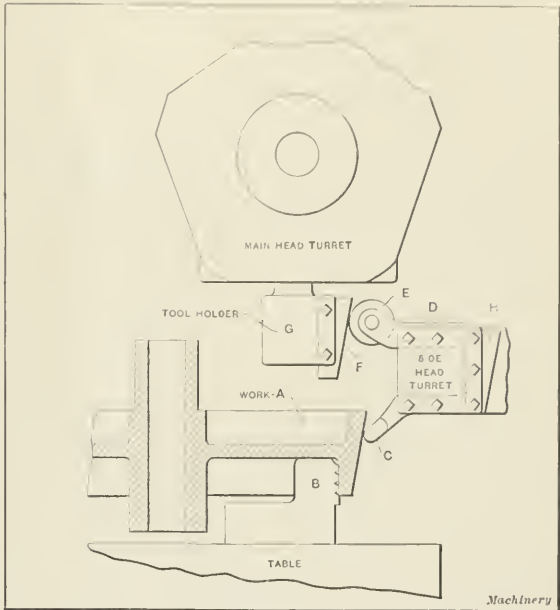 MAIN HEAD TURRET
E
D
H
TOOL HOLDER
G
F
SIDE
HEAD
TURRET
WORK-A
C
B
TABLE
Machinery